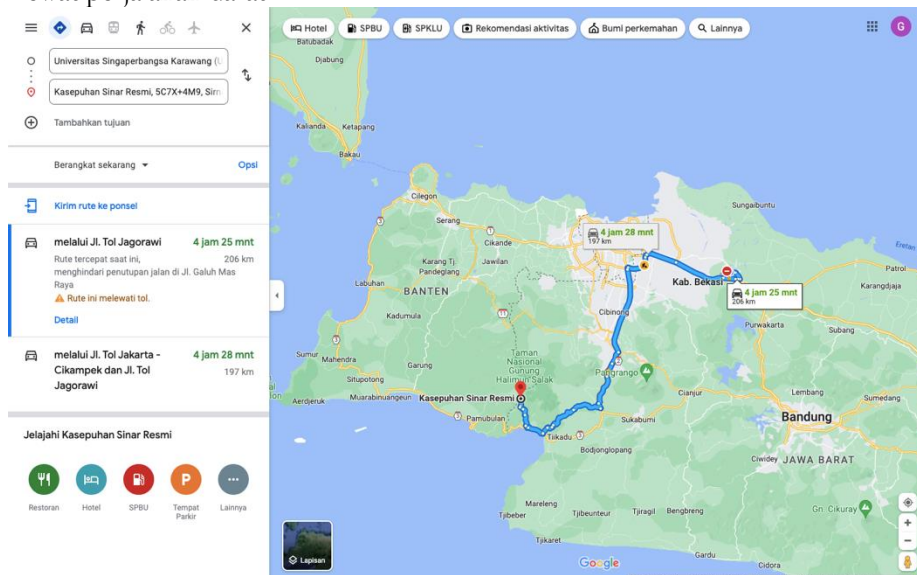 Universitas Singaperbangsa Karawang (U
Kasepuhan Sinar Resmi, 5C7X+4M9, Sirn
Tambahkan tujuan
Berangkat sekarang
Opsi
Kirim rute ke ponsel
melalui Jl. Tol Jagorawi 4 jam 25 mnt
Rute tercepat saat ini, 206 km
menghindari penutupan jalan di Jl. Galuh Mas
Raya
Rute ini melewati tol.
Detail
melalui Jl. Tol Jakarta - 4 jam 28 mnt
Cikampek dan Jl. Tol 197 km
Jagorawi
Jelajahi Kasepuhan Sinar Resmi
Restoran
Hotel
SPBU
Tempat
Parkir
Lainnya
Hotel
SPBU
SPKLU
Rekomendasi aktivitas
Bumi perkemahan
Lainnya
G
Batubadak
Djabung
Kalianda
Ketapang
Bakau
Cilegon
Serang
Cikande
Sungaibuntu
4 jam 28 mnt
197 km
Karang Tj.
Jawilan
Pandeglang
Labuhan
BANTEN
Kab. Bekasi
4 jam 25 mnt
206 km
Patrol
Karangdjaja
Kadumula
Cibinong
Purwakarta
Subang
Sumur
Mahendra
Garung
Taman
Nasional
Gunung
Halimun Salak
Pangrango
Situpotong
Aerdjeruk
Muarabinuangeun
Kasepuhan Sinar Resmi
Cianjur
Lembang
Sumedang
Pamubulan
Sukabumi
Bandung
Tjikadu
Bodjonglopang
Ciwidey
JAWA BARAT
Mareleng
Tjibeber
Tjibeunteur
Tjiragil
Bengbreng
Gn. Cikuray
Tjikaret
Gardu
Cidora
Lapisan
Google